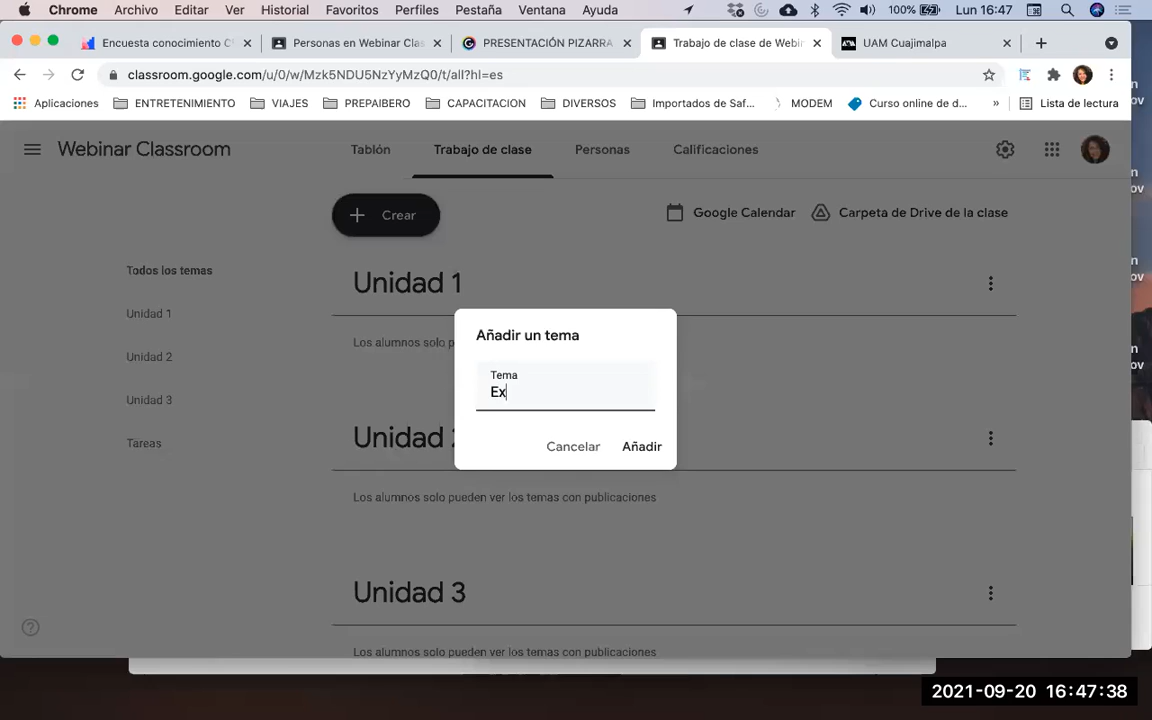 Chrome Archivo Editar Ver Historial Favoritos Perfiles Pestaña Ventana Ayuda 100% Lun 16:47
Encuesta conocimiento C Personas en Webinar Clas PRESENTACIÓN PIZARRA Trabajo de clase de Webin UAM Cuajimalpa
classroom.google.com/u/0/w/Mzk5NDU5NzYyMzQ0/t/all?hl=es
Aplicaciones ENTRETENIMIENTO VIAJES PREPAIBERO CAPACITACION DIVERSOS Importados de Saf... MODEM Curso online de d... » Lista de lectura
Webinar Classroom Tablón Trabajo de clase Personas Calificaciones
Crear Google Calendar Carpeta de Drive de la clase
Todos los temas
Unidad 1
Unidad 2
Unidad 3
Tareas
Unidad 1
Los alumnos solo p
Unidad 2
Los alumnos solo pueden ver los temas con publicaciones
Unidad 3
Los alumnos solo pueden ver los temas con publicaciones
Añadir un tema
Tema
Ex
Cancelar Añadir
n
ov
n
ov
n
ov
n
ov
2021-09-20 16:47:38